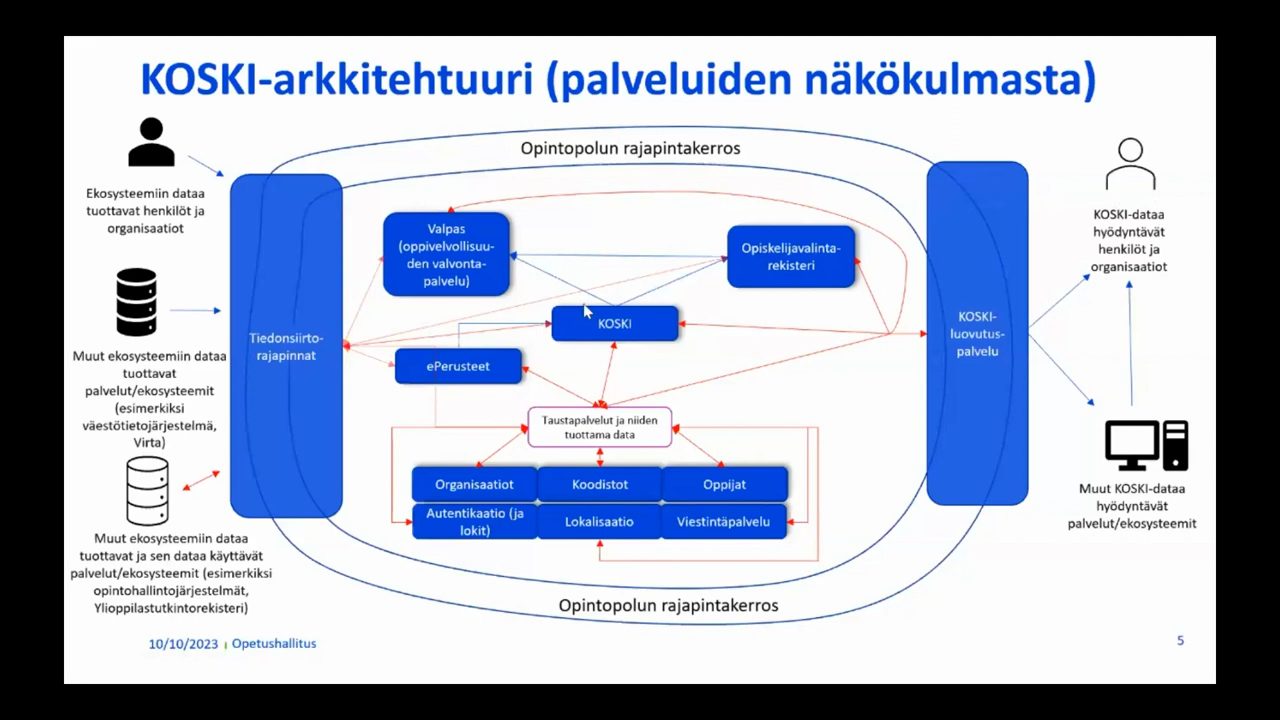 KOSKI-arkkitehtuuri (palveluiden näkökulmasta)
Opintopolun rajapintakerros
Ekosysteemiin dataa
tuottavat henkilöt ja
organisaatiot
Muut ekosysteemiin dataa
tuottavat
palvelut/ekosysteemit
(esimerkiksi
väestötietojärjestelmä,
Virta)
Muut ekosysteemiin dataa
tuottavat ja sen dataa käyttävät
palvelut/ekosysteemit (esimerkiksi
opintohallintojärjestelmät,
Ylioppilastutkintorekisteri)
Tiedonsiirto-
rajapinnat
Valpas
(oppivelvollisuu-
den valvonta-
palvelu)
Opiskelijavalinta-
rekisteri
KOSKI
ePerusteet
Taustapalvelut ja niiden
tuottama data
Organisaatiot
Koodistot
Oppijat
Autentikaatio (ja
lokit)
Lokalisaatio
Viestintäpalvelu
KOSKI-
luovutus-
palvelu
KOSKI-dataa
hyödyntävät
henkilöt ja
organisaatiot
Muut KOSKI-dataa
hyödyntävät
palvelut/ekosysteemit
Opintopolun rajapintakerros
10/10/2023 | Opetushallitus
5